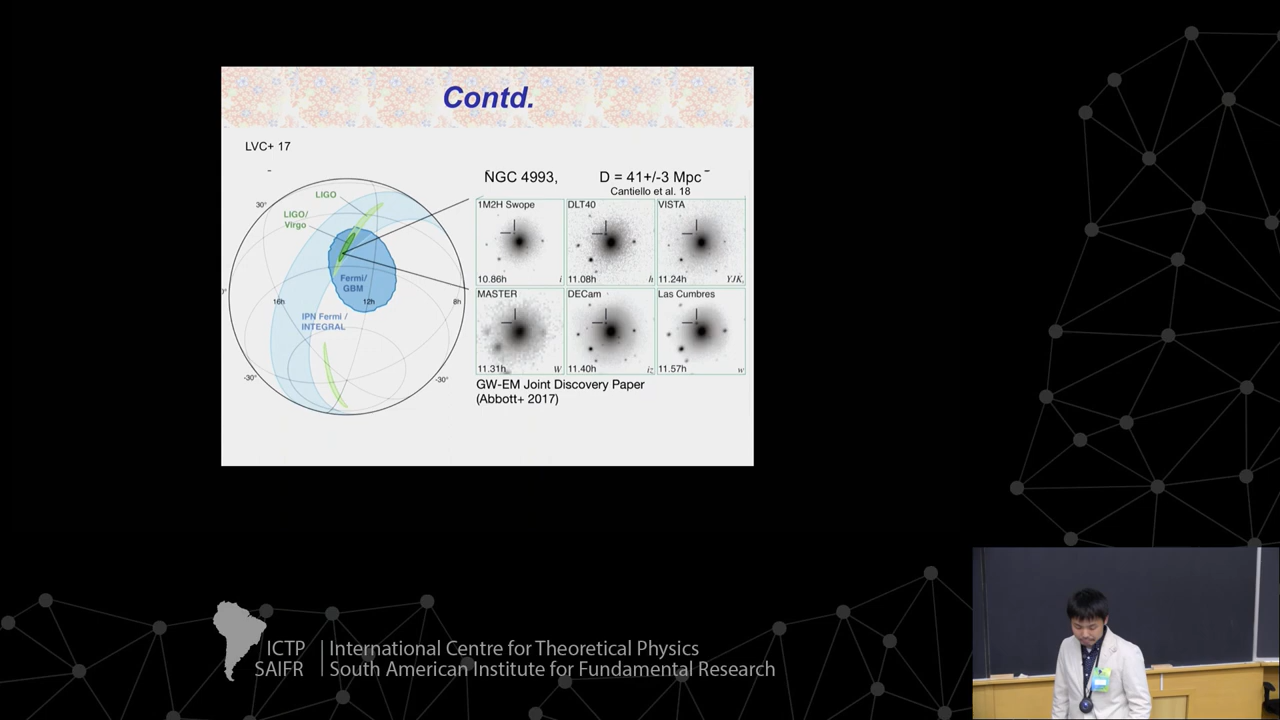 Contd.
LVC+ 17
NGC 4993, D = 41+/-3 Mpc
Cantiello et al. 18
LIGO
30°
LIGO/
Virgo
Fermi/
GBM
16h 12h 8h
IPN Fermi /
INTEGRAL
-30° -30°
1M2H Swope DLT40 VISTA
10.86h i 11.08h h 11.24h YJKs
MASTER DECam Las Cumbres
11.31h W 11.40h iz 11.57h w
GW-EM Joint Discovery Paper
(Abbott+ 2017)
ICTP International Centre for Theoretical Physics
SAIFR South American Institute for Fundamental Research